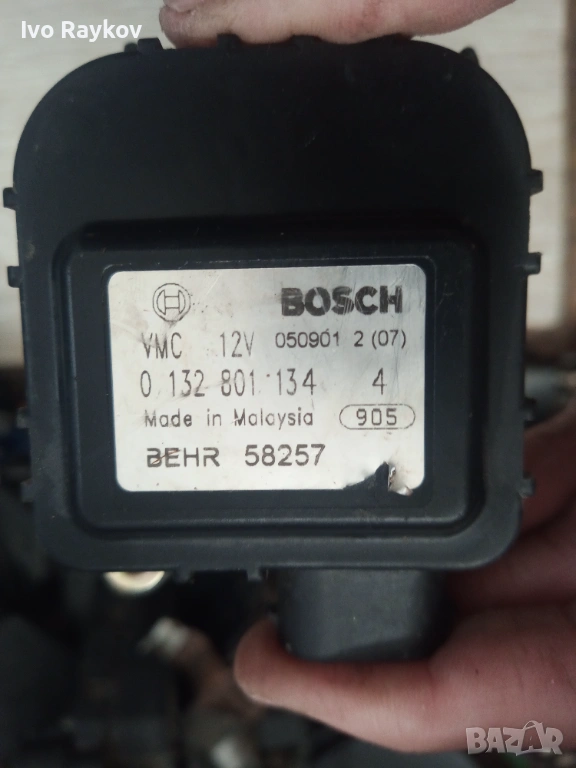 Ivo Raykov
BOSCH
VMC 12V 050901 2 (07)
0 132 801 134 4
Made in Malaysia 905
BEHR 58257
BAZAR